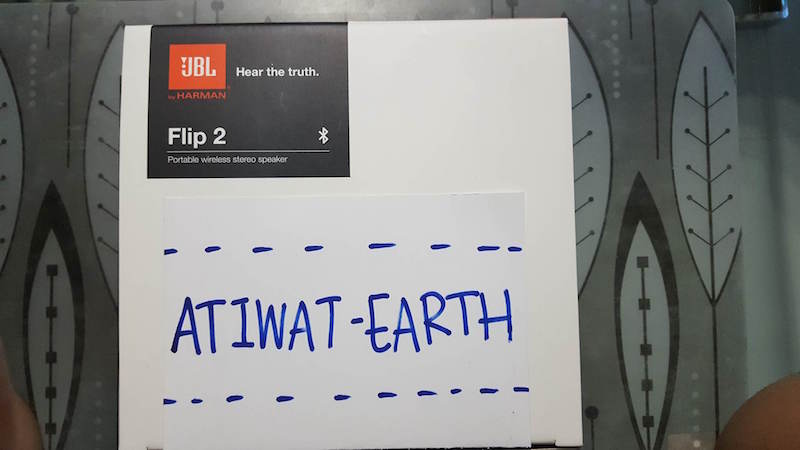 JBL
Hear the truth.
by HARMAN
Flip 2
Portable wireless stereo speaker
ATIWAT-EARTH